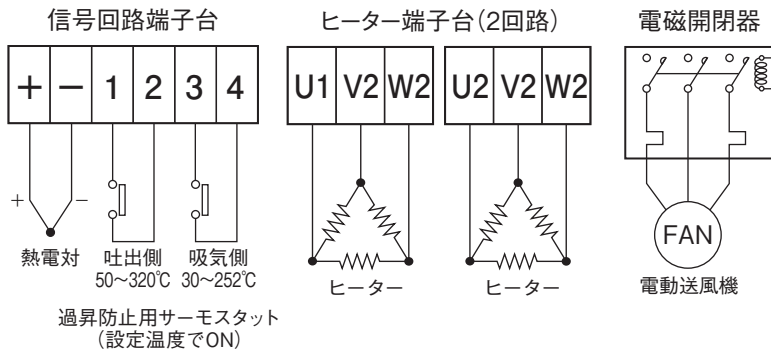 信号回路端子台
ヒーター端子台(2回路)
電磁開閉器
+ − 1 2 3 4
U1 V2 W2
U2 V2 W2
+ −
熱電対
吐出側
50〜320℃
吸気側
30〜252℃
過昇防止用サーモスタット
(設定温度でON)
ヒーター
ヒーター
FAN
電動送風機